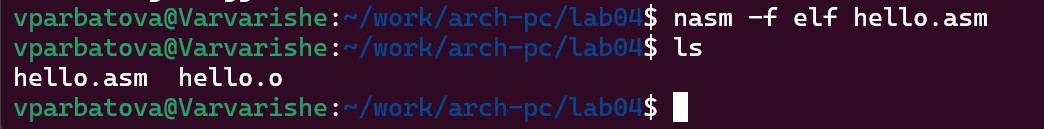 vparbatova@Varvarishe:~/work/arch-pc/lab04$ nasm -f elf hello.asm
vparbatova@Varvarishe:~/work/arch-pc/lab04$ ls
hello.asm  hello.o
vparbatova@Varvarishe:~/work/arch-pc/lab04$